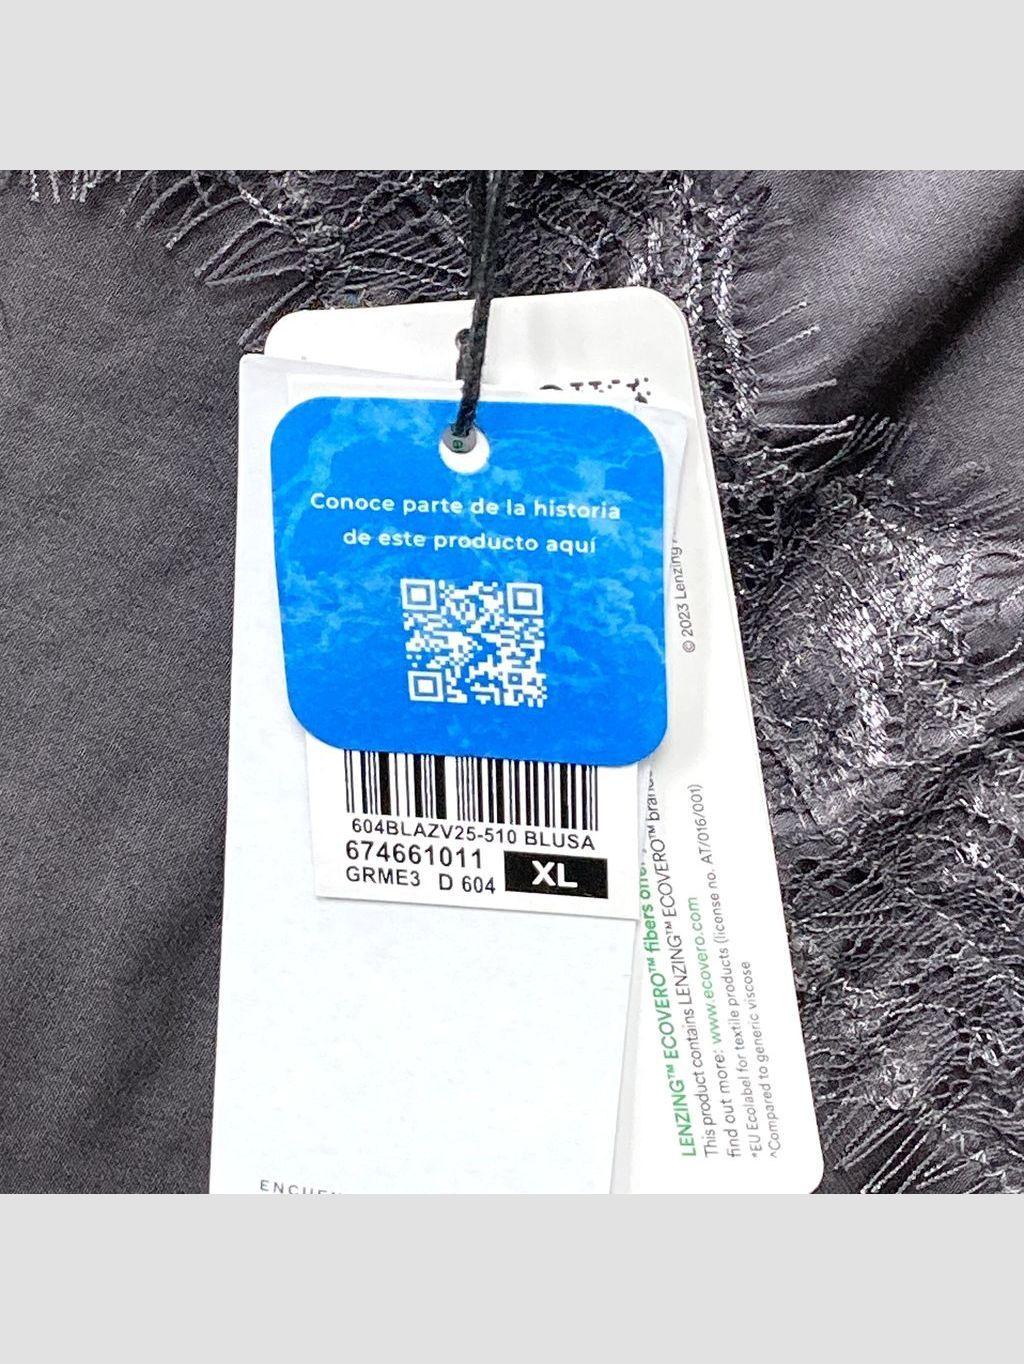 Conoce parte de la historia
de este producto aquí
604BLAZV25-510 BLUSA
674661011
GRME3 D 604
XL
© 2023 Lenzing
LENZING™ ECOVERO™ fibers
This product contains LENZING™ ECOVERO™
find out more: www.ecovero.com
*EU Ecolabel for textile products (license no. AT/016/001)
^Compared to generic viscose